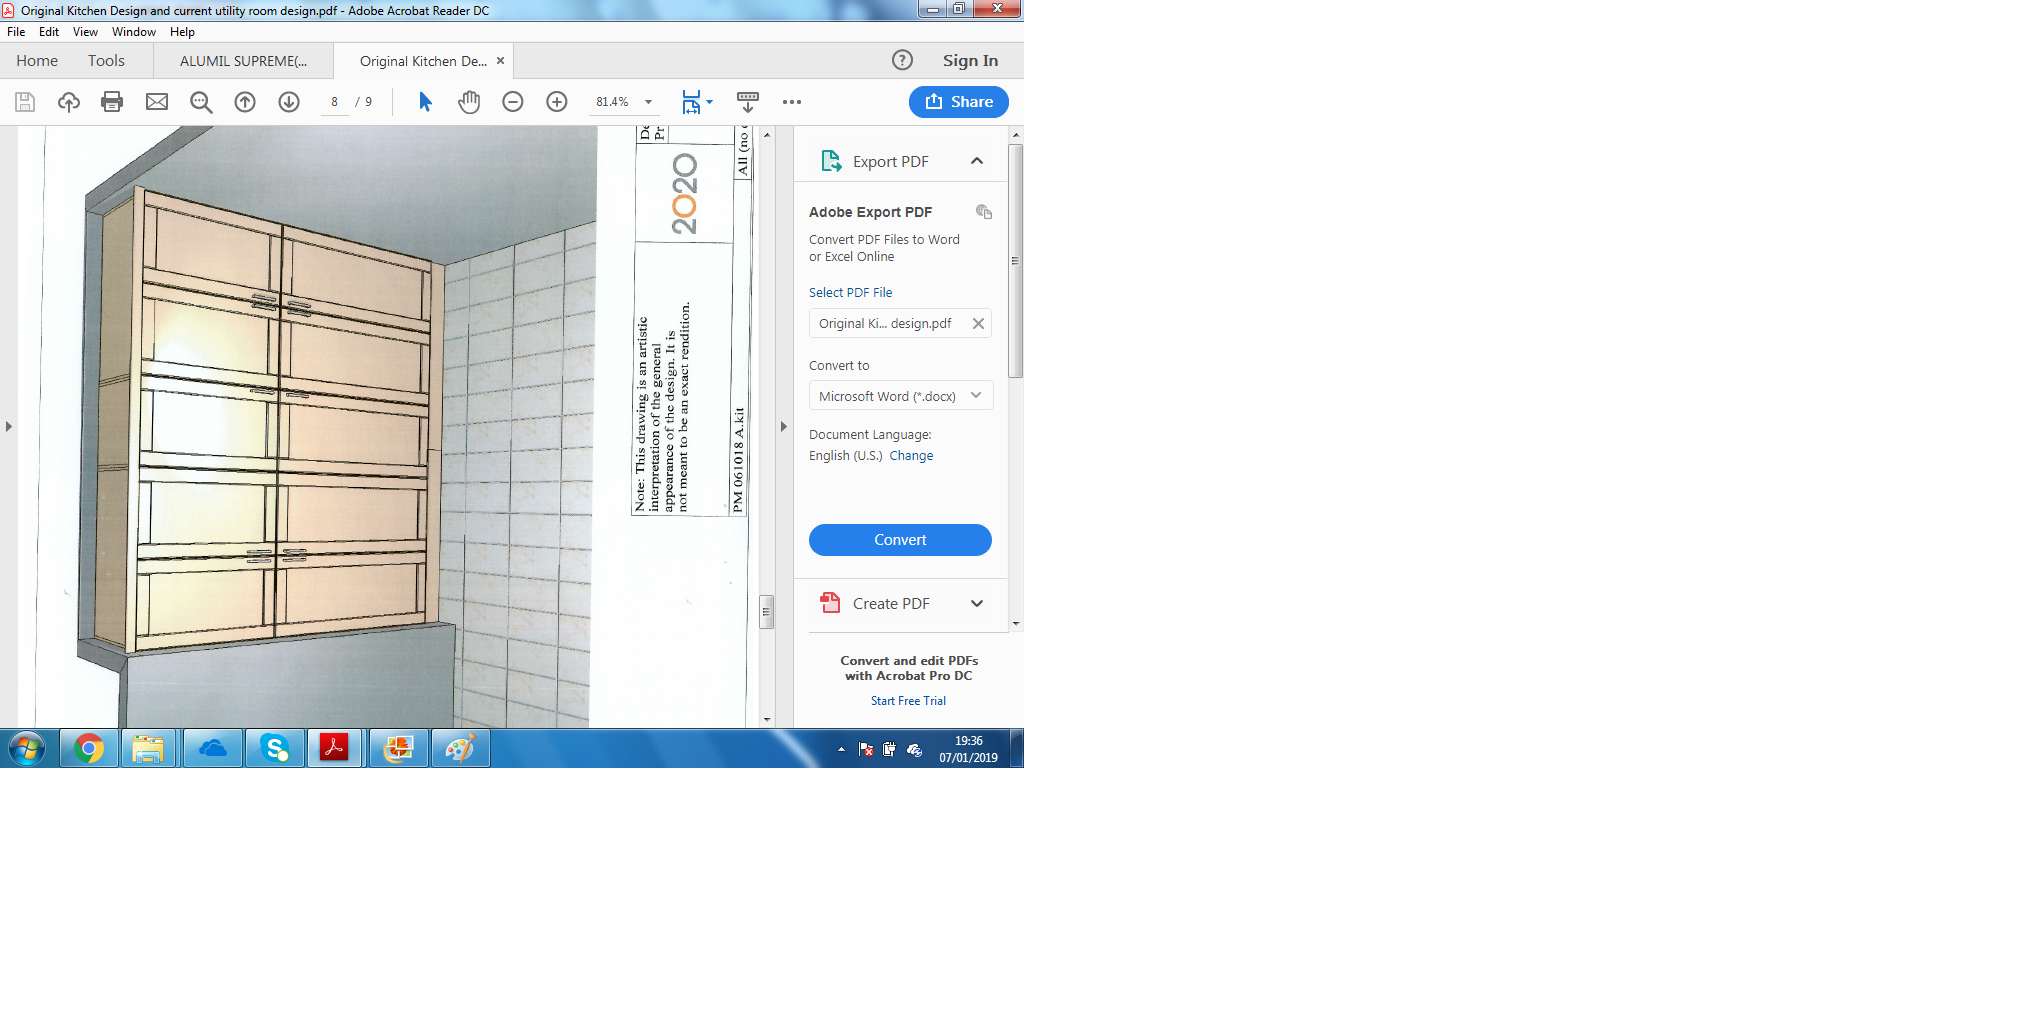 Original Kitchen Design and current utility room design.pdf - Adobe Acrobat Reader DC
File Edit View Window Help
Home Tools ALUMIL SUPREME(... Original Kitchen De... × ? Sign In
8 / 9 81.4% Share
De
Pr
All (no
2020
Note: This drawing is an artistic
interpretation of the general
appearance of the design. It is
not meant to be an exact rendition.
PM 061018 A.kit
Export PDF
Adobe Export PDF
Convert PDF Files to Word
or Excel Online
Select PDF File
Original Ki... design.pdf
Convert to
Microsoft Word (*.docx)
Document Language:
English (U.S.) Change
Convert
Create PDF
Convert and edit PDFs
with Acrobat Pro DC
Start Free Trial
19:36
07/01/2019